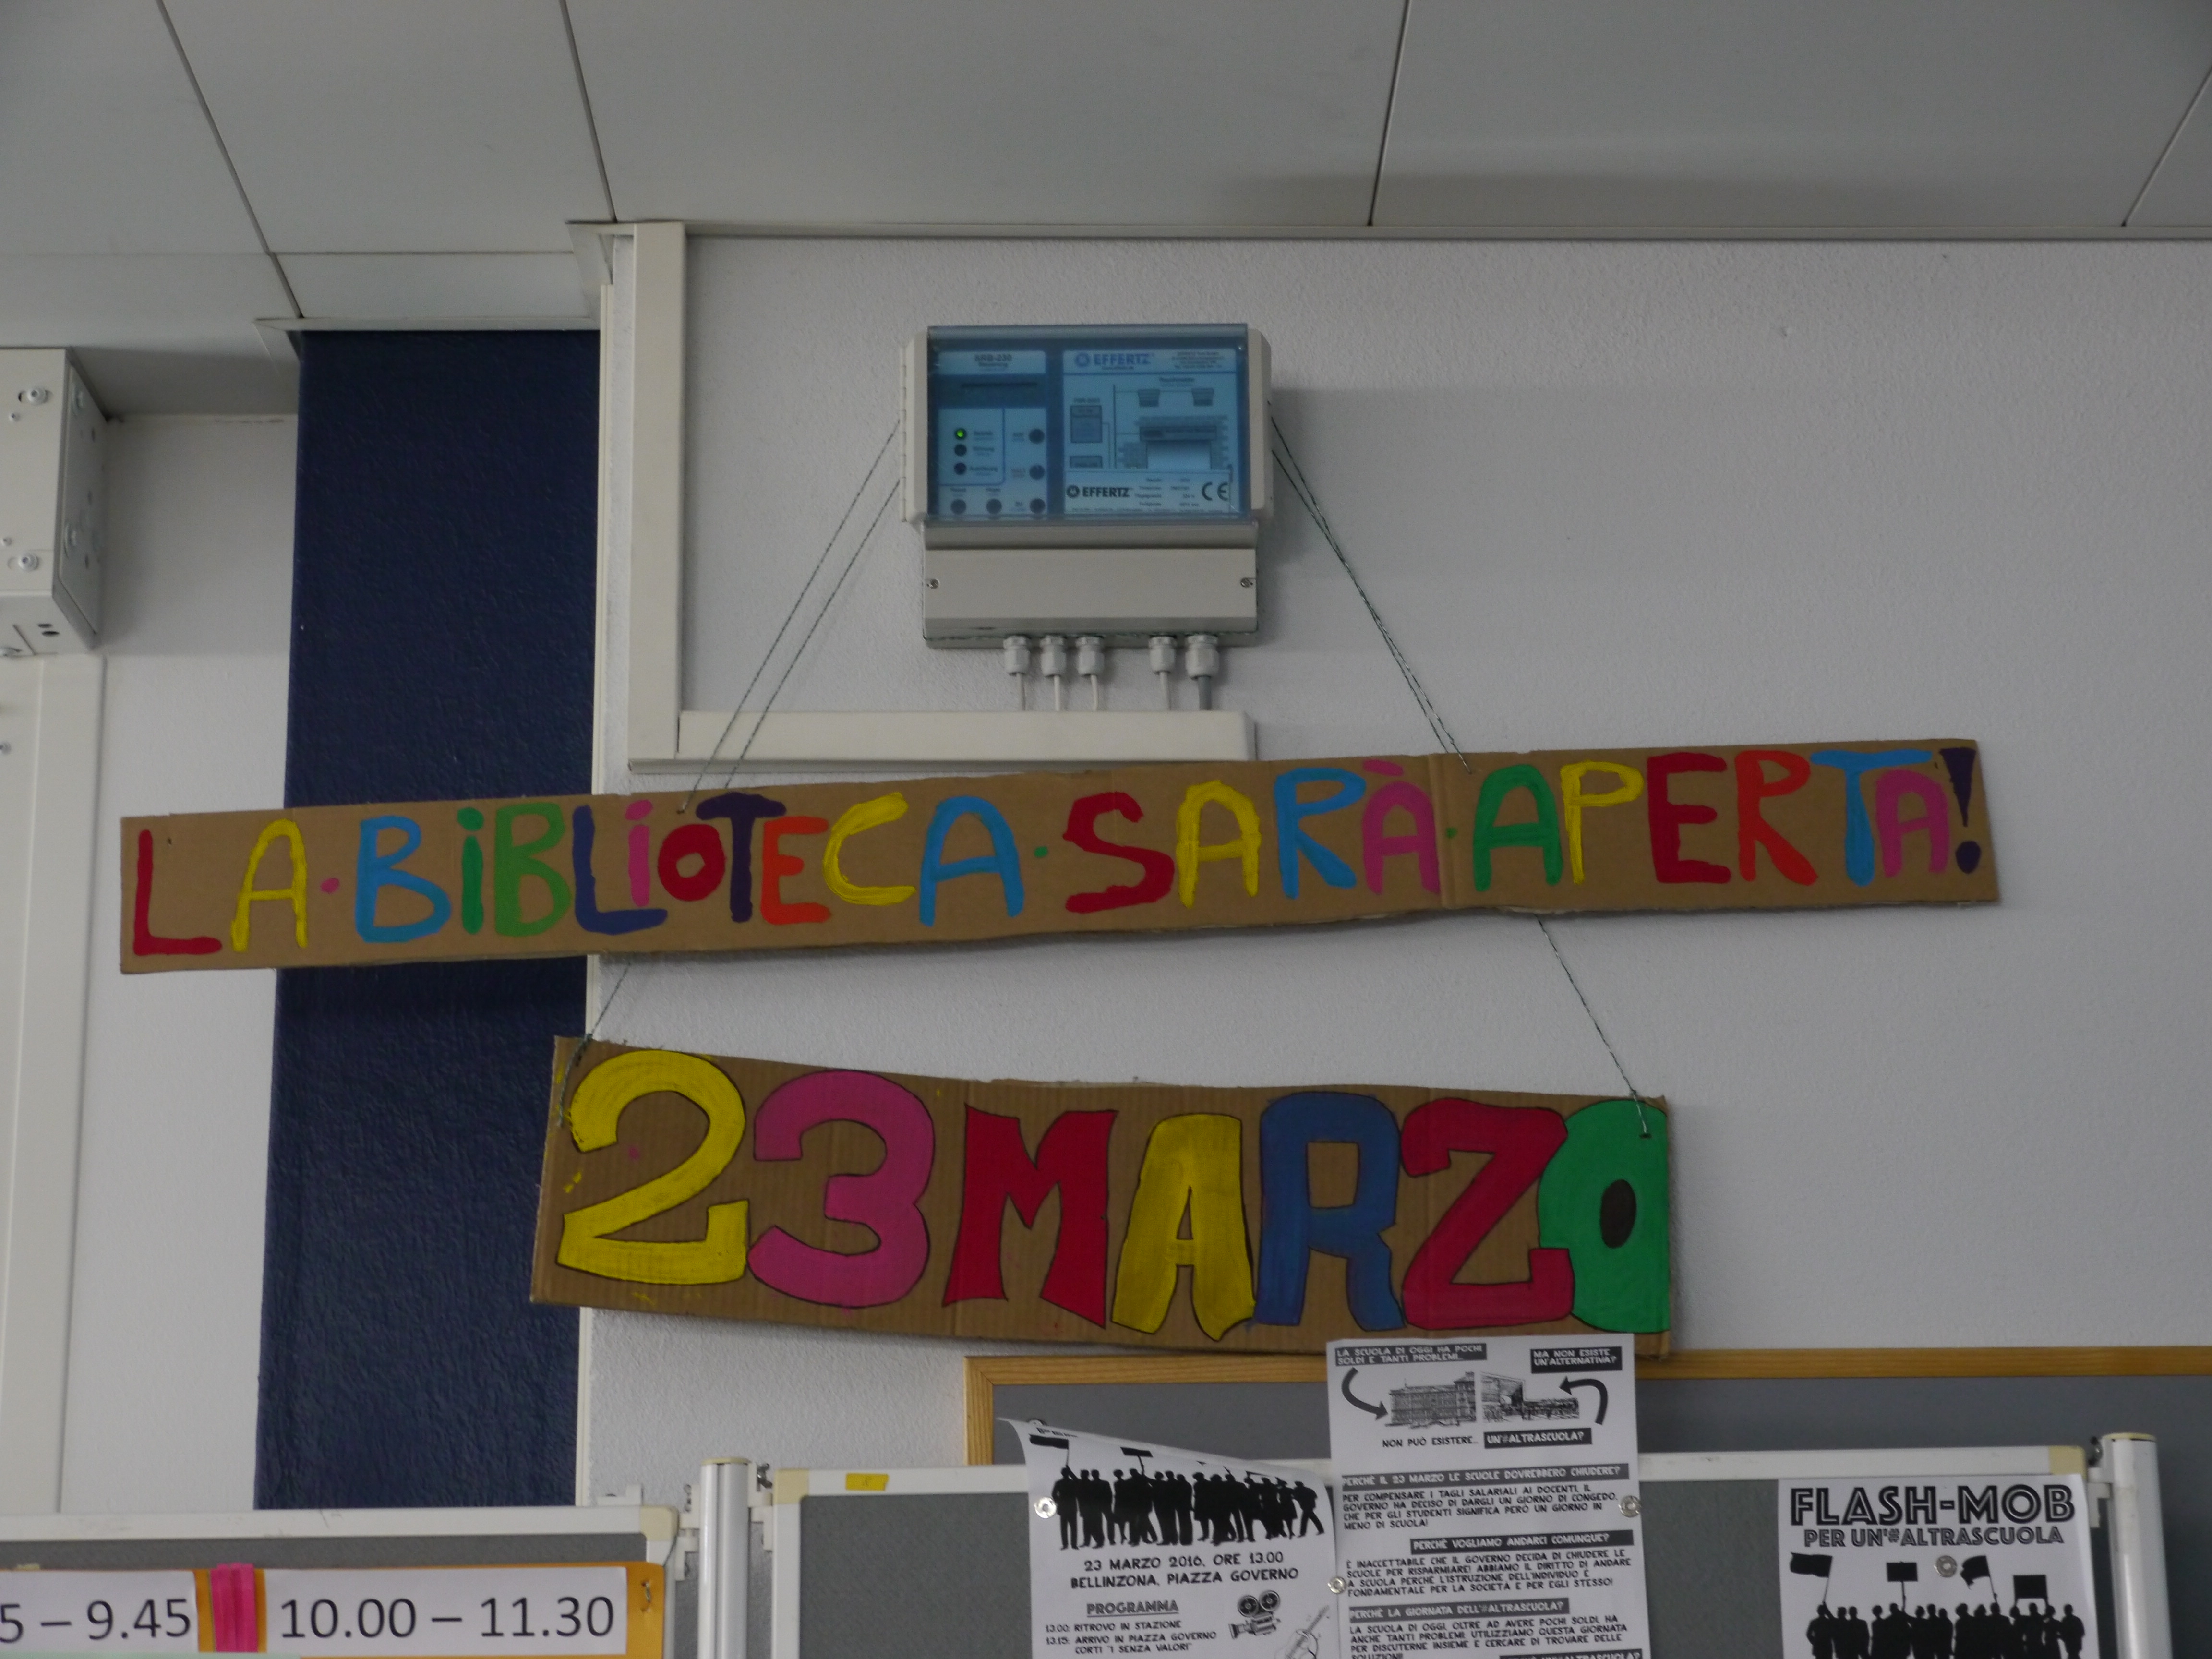 EFFERTZ
EFFERTZ CE
LA·BiBLiOTECA·SARÀ·APERTA!
23 MARZO
LA SCUOLA DI OGGI HA POCHI
SOLDI E TANTI PROBLEMI...
MA NON ESISTE
UN'ALTERNATIVA?
NON PUÒ ESISTERE... UN'#ALTRASCUOLA?
PERCHÉ IL 23 MARZO LE SCUOLE DOVREBBERO CHIUDERE?
PER COMPENSARE I TAGLI SALARIALI AI DOCENTI, IL
GOVERNO HA DECISO DI DARGLI UN GIORNO DI CONGEDO,
CHE PER GLI STUDENTI SIGNIFICA PERÒ UN GIORNO IN
MENO DI SCUOLA!
PERCHÉ VOGLIAMO ANDARCI COMUNQUE?
È INACCETTABILE CHE IL GOVERNO DECIDA DI CHIUDERE LE
SCUOLE PER RISPARMIARE! ABBIAMO IL DIRITTO DI ANDARE
A SCUOLA PERCHÉ L'ISTRUZIONE DELL'INDIVIDUO È
FONDAMENTALE PER LA SOCIETÀ E PER EGLI STESSO!
PERCHÉ LA GIORNATA DELL'#ALTRASCUOLA?
LA SCUOLA DI OGGI, OLTRE AD AVERE POCHI SOLDI, HA
ANCHE TANTI PROBLEMI. UTILIZZIAMO QUESTA GIORNATA
PER DISCUTERNE INSIEME E CERCARE DI TROVARE DELLE
SOLUZIONI!
23 MARZO 2016, ORE 13.00
BELLINZONA, PIAZZA GOVERNO
PROGRAMMA
13.00: RITROVO IN STAZIONE
13.15: ARRIVO IN PIAZZA GOVERNO
CORTI "I SENZA VALORI"
FLASH-MOB
PER UN'#ALTRASCUOLA
5 – 9.45
10.00 – 11.30